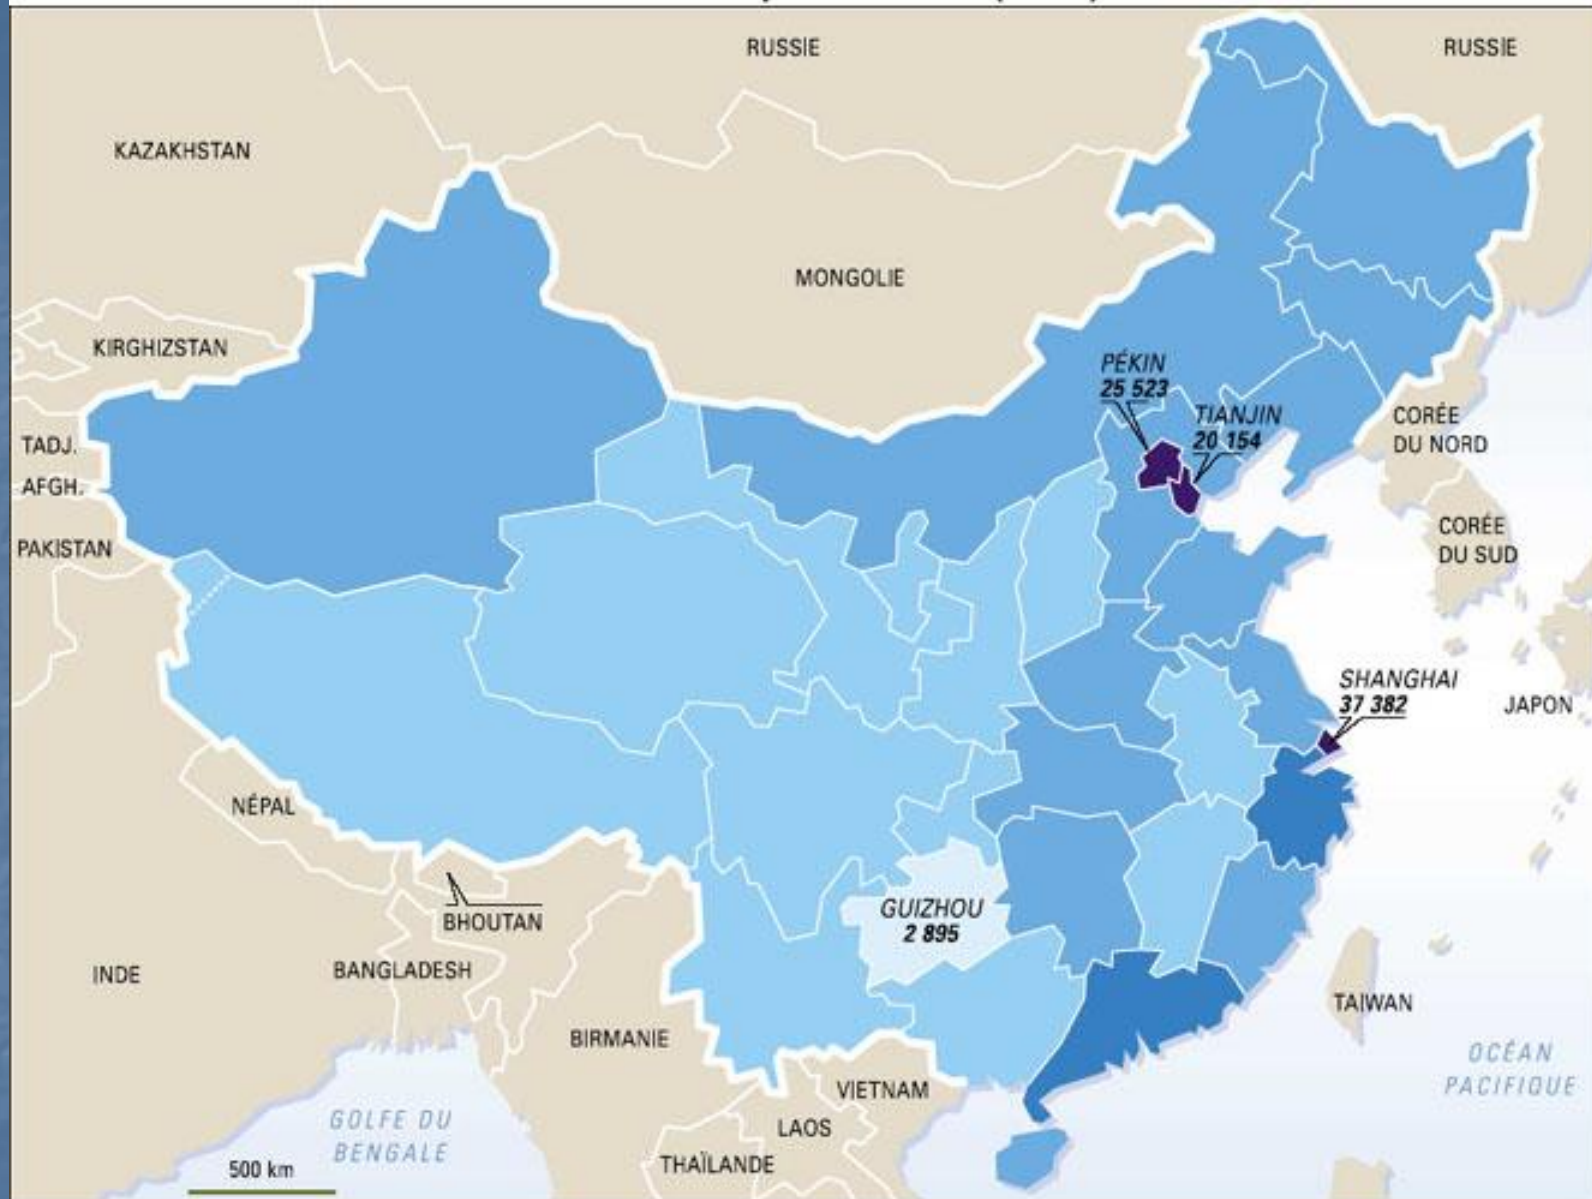 RUSSIE
RUSSIE
KAZAKHSTAN
MONGOLIE
KIRGHIZSTAN
PÉKIN
25 523
TIANJIN
20 154
CORÉE
DU NORD
TADJ.
AFGH.
PAKISTAN
CORÉE
DU SUD
SHANGHAI
37 382
JAPON
NÉPAL
GUIZHOU
2 895
BHOUTAN
INDE
BANGLADESH
TAIWAN
BIRMANIE
OCÉAN
PACIFIQUE
VIETNAM
GOLFE DU
BENGALE
LAOS
THAÏLANDE
500 km